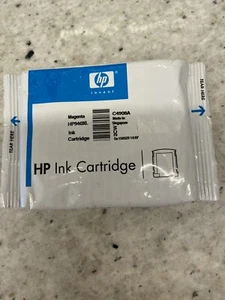 hp
INVENT
Magenta
HP940XL
Ink
Cartridge
C4908A
Made in
Singapore
TEAR HERE
TEAR HERE
HP Ink Cartridge